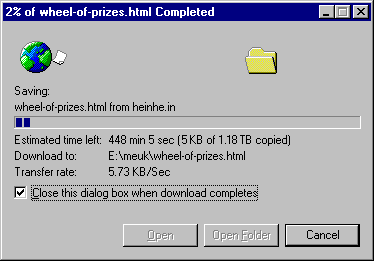 2% of wheel-of-prizes.html Completed
Saving:
wheel-of-prizes.html from heinhe.in
Estimated time left: 448 min 5 sec (5 KB of 1.18 TB copied)
Download to: E:\meuk\wheel-of-prizes.html
Transfer rate: 5.73 KB/Sec
Close this dialog box when download completes
Open Open Folder Cancel